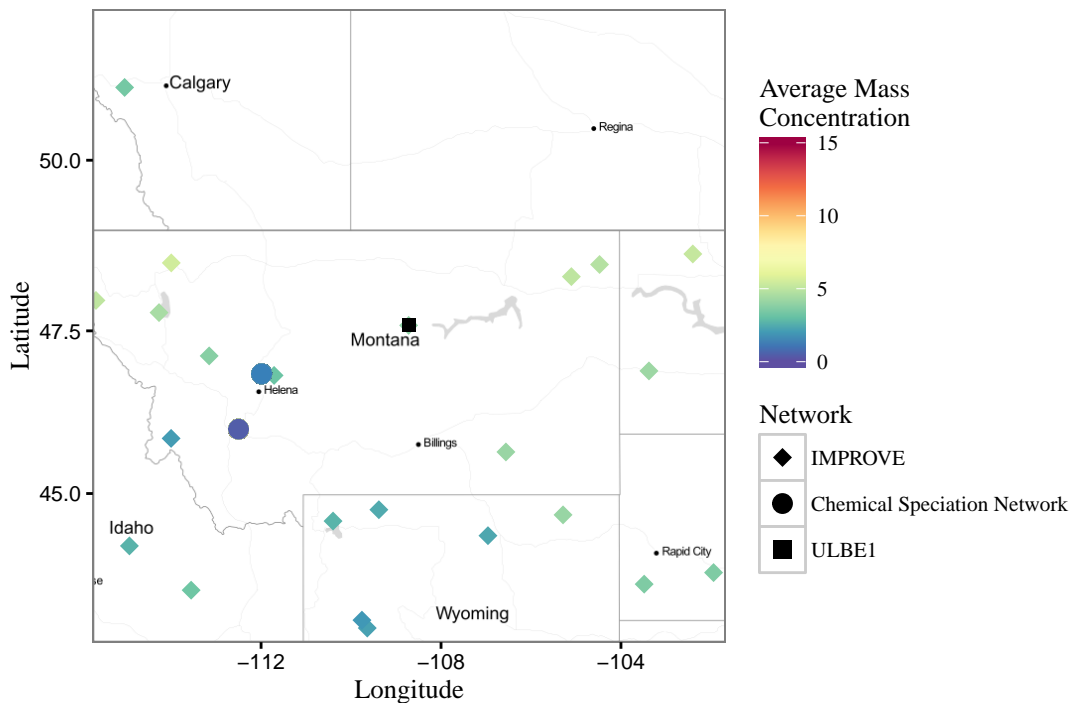 Calgary
Regina
50.0
47.5
45.0
Latitude
Montana
Helena
Billings
Idaho
se
Rapid City
Wyoming
−112
−108
−104
Longitude
Average Mass
Concentration
15
10
5
0
Network
IMPROVE
Chemical Speciation Network
ULBE1